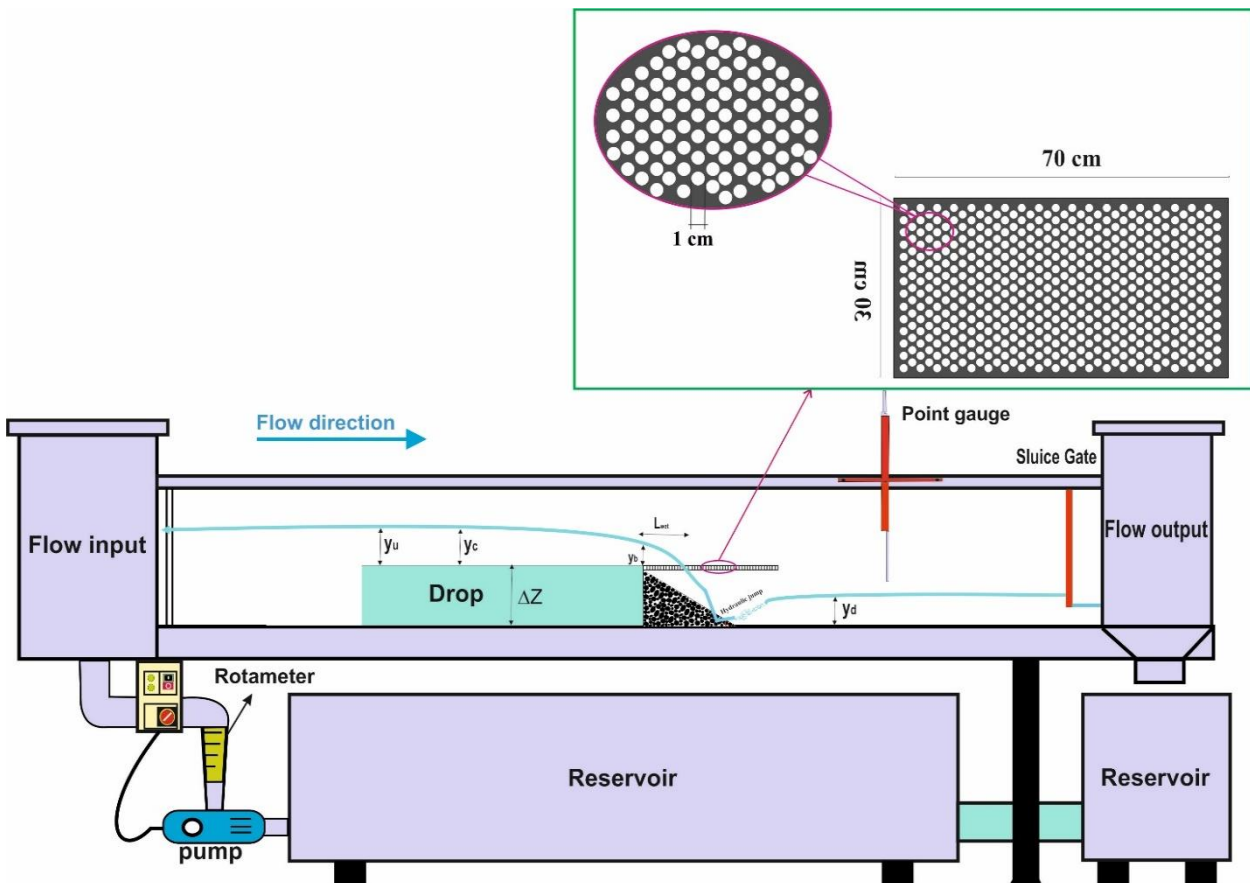 70 cm
1 cm
30 cm
Point gauge
Flow direction
Sluice Gate
Flow input
Flow output
Lwet
yu
yc
yb
Drop
ΔZ
Hydraulic jump
yd
Rotameter
Reservoir
Reservoir
pump